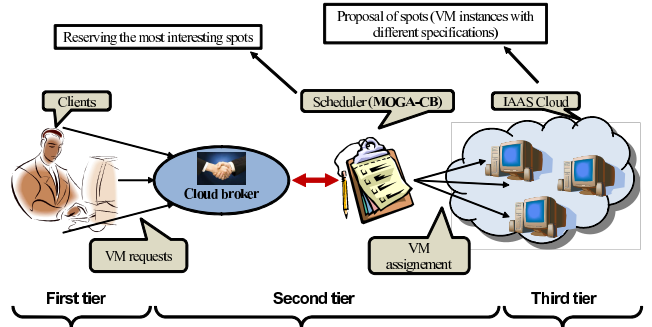 Proposal of spots (VM instances with
different specifications)
Reserving the most interesting spots
Clients
Scheduler (MOGA-CB)
IAAS Cloud
Cloud broker
VM requests
VM
assignement
First tier
Second tier
Third tier